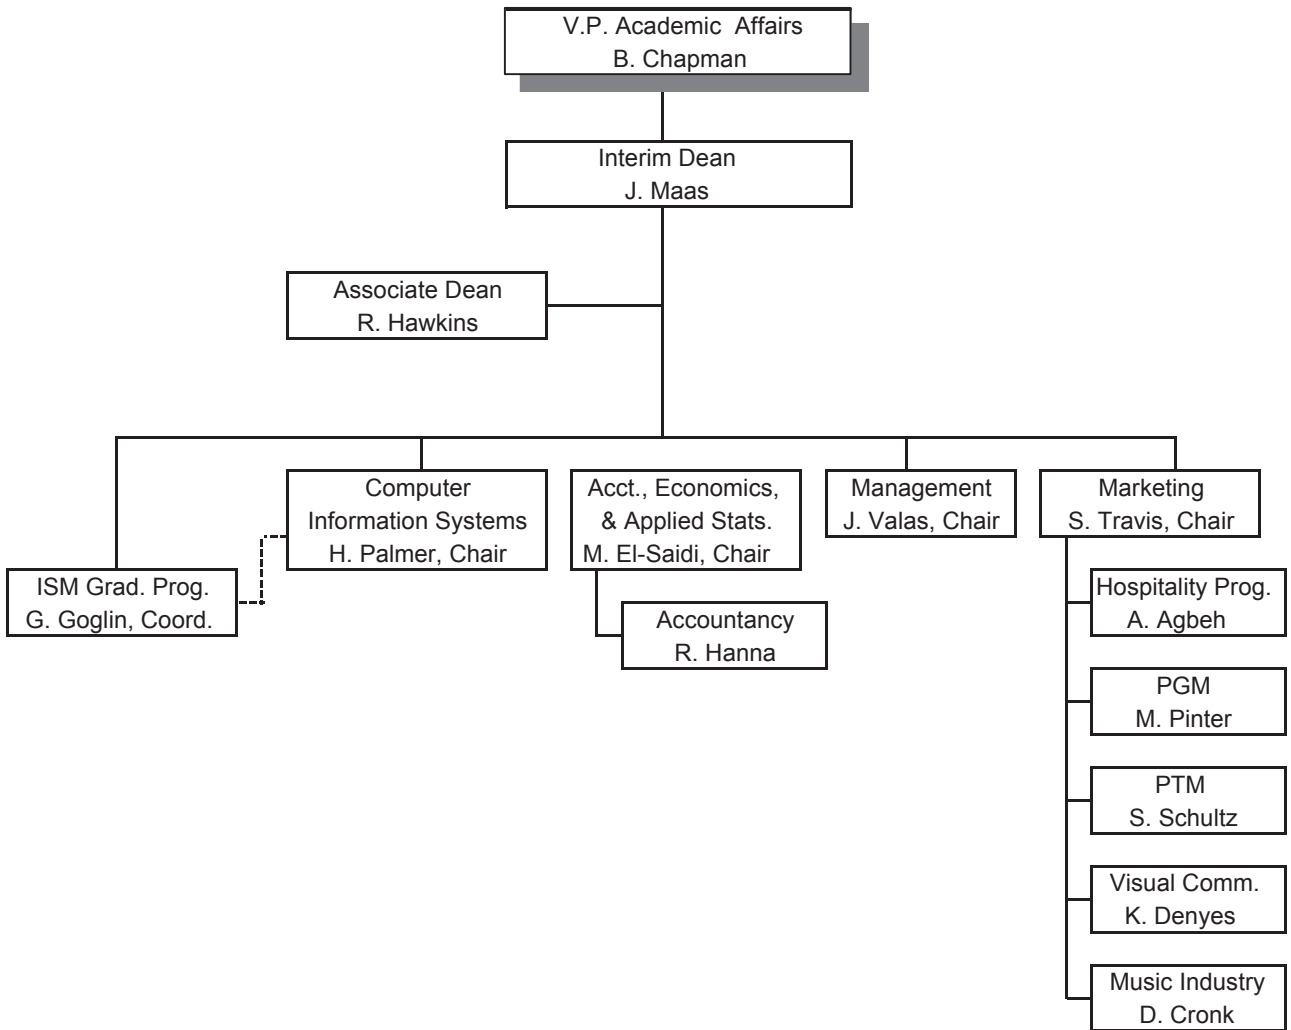 V.P. Academic Affairs
B. Chapman
Interim Dean
J. Maas
Associate Dean
R. Hawkins
Computer
Information Systems
H. Palmer, Chair
Acct., Economics,
& Applied Stats.
M. El-Saidi, Chair
Management
J. Valas, Chair
Marketing
S. Travis, Chair
ISM Grad. Prog.
G. Goglin, Coord.
Accountancy
R. Hanna
Hospitality Prog.
A. Agbeh
PGM
M. Pinter
PTM
S. Schultz
Visual Comm.
K. Denyes
Music Industry
D. Cronk